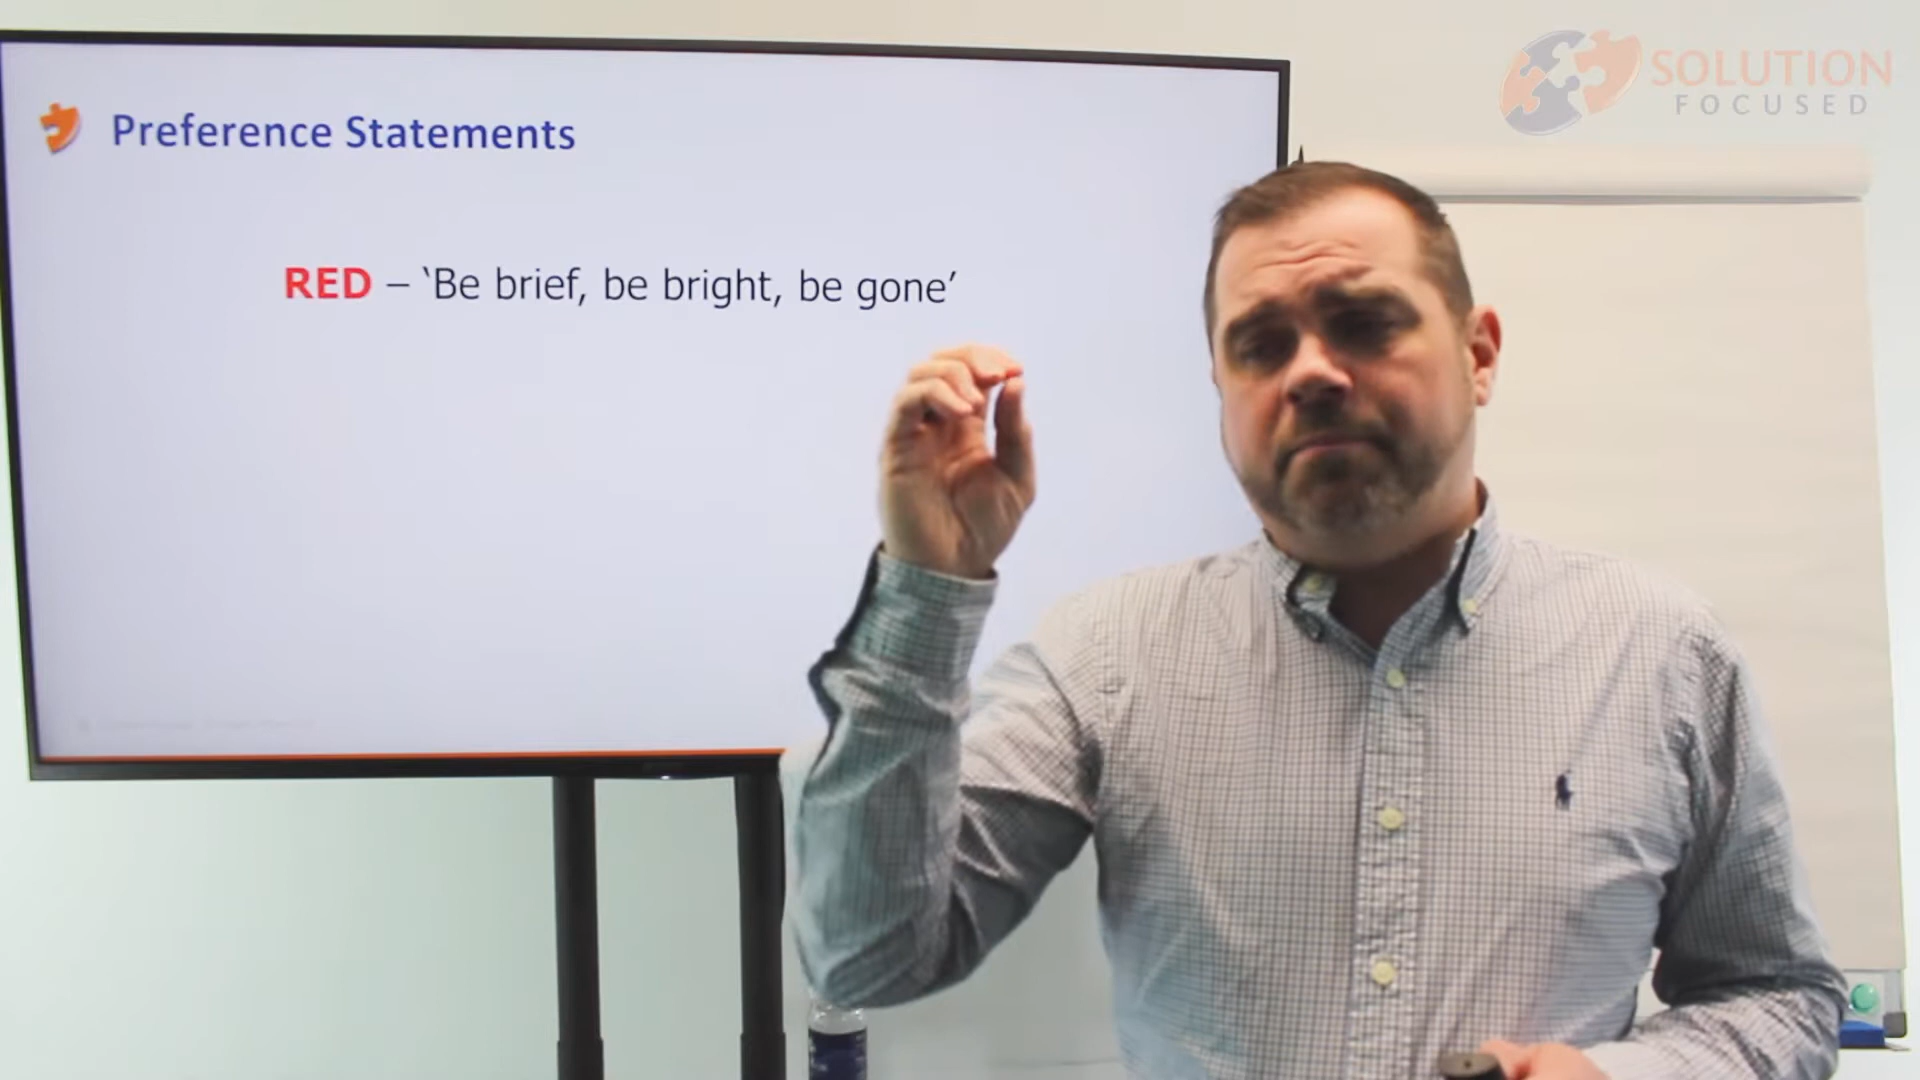 SOLUTION
FOCUSED
Preference Statements
RED – ‘Be brief, be bright, be gone’